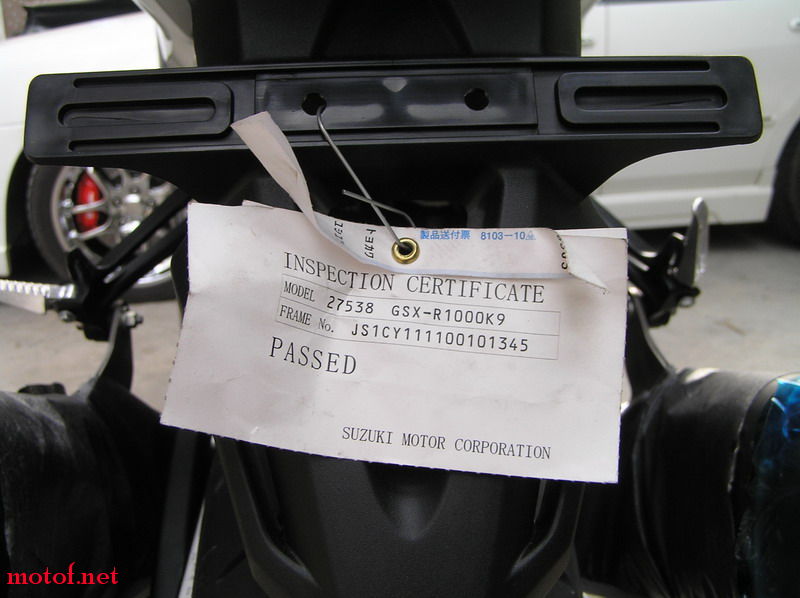 製品送付票 8103-10
INSPECTION CERTIFICATE
MODEL 27538 GSX-R1000K9
FRAME No. JS1CY111100101345
PASSED
SUZUKI MOTOR CORPORATION
motof.net